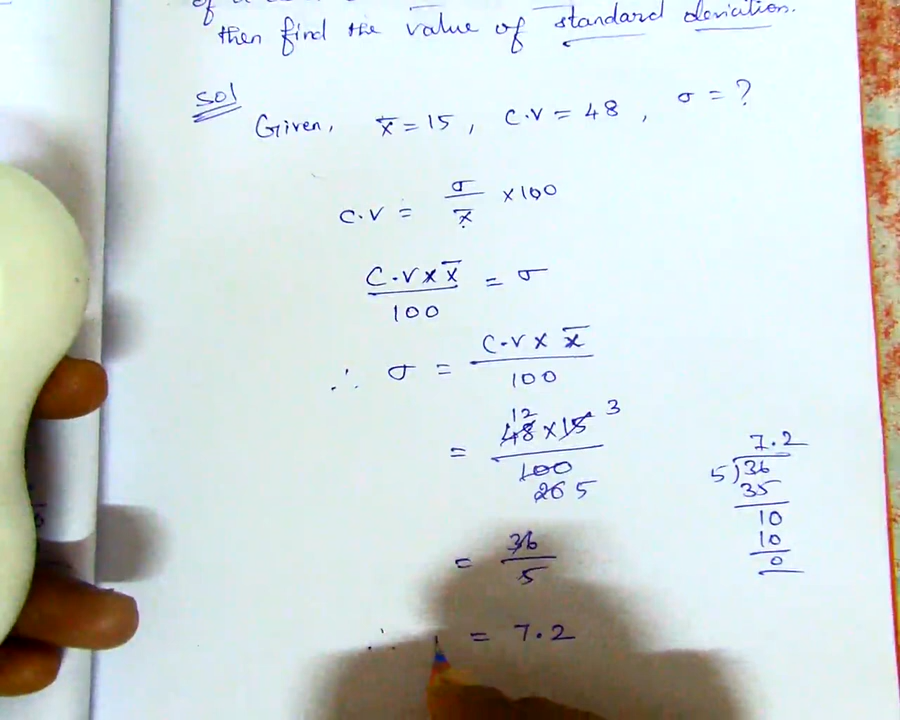 of a
then find the value of standard deviation.
Sol
Given, x̅ = 15, C.V = 48, σ = ?
C.V = σ/x̅ × 100
C.V × x̅/100 = σ
∴ σ = C.V × x̅/100
12 3
= 48 × 15/100
20 5
= 36/5
∴ = 7.2
7.2
5)36
35
10
10
0